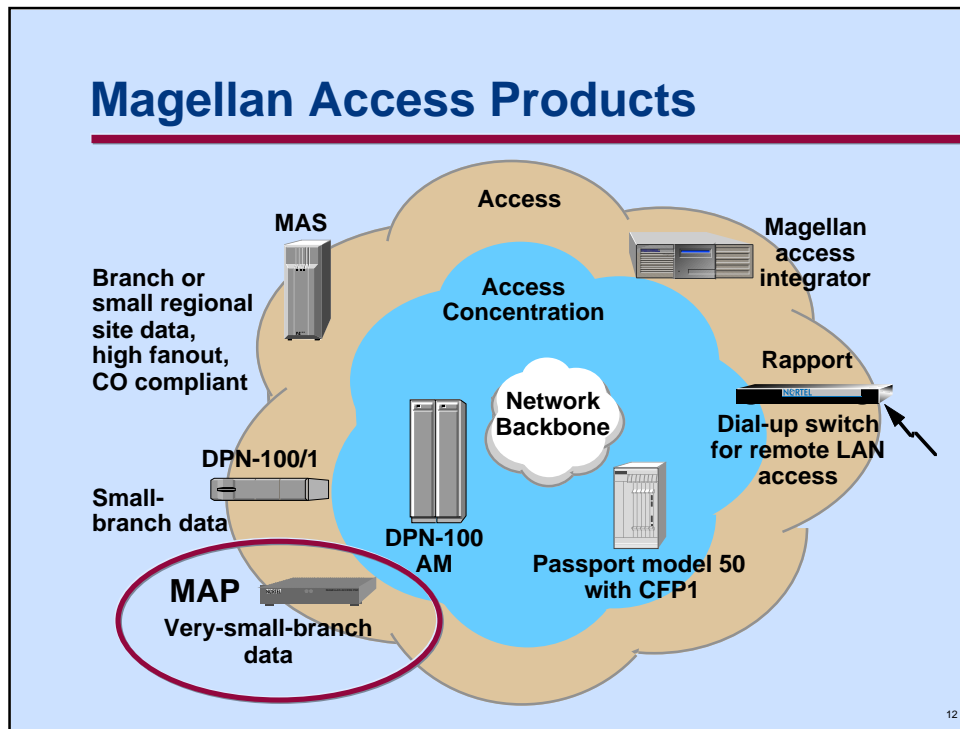 Magellan Access Products
Access
MAS
Magellan
access
integrator
Branch or
small regional
site data,
high fanout,
CO compliant
Access
Concentration
Rapport
NORTEL
Dial-up switch
for remote LAN
access
Network
Backbone
DPN-100/1
Small-
branch data
DPN-100
AM
Passport model 50
with CFP1
MAP
NORTEL
Very-small-branch
data
12